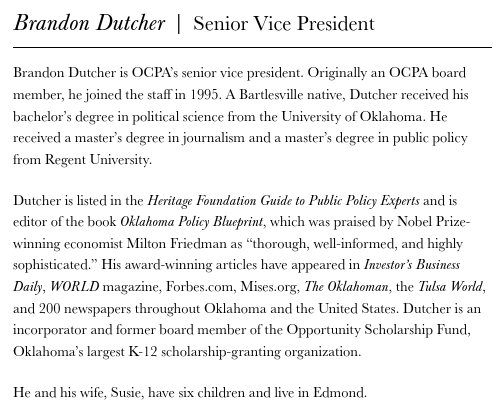 Brandon Dutcher | Senior Vice President
Brandon Dutcher is OCPA's senior vice president. Originally an OCPA board
member, he joined the staff in 1995. A Bartlesville native, Dutcher received his
bachelor's degree in political science from the University of Oklahoma. He
received a master's degree in journalism and a master's degree in public policy
from Regent University.
Dutcher is listed in the Heritage Foundation Guide to Public Policy Experts and is
editor of the book Oklahoma Policy Blueprint, which was praised by Nobel Prize-
winning economist Milton Friedman as “thorough, well-informed, and highly
sophisticated.” His award-winning articles have appeared in Investor's Business
Daily, WORLD magazine, Forbes.com, Mises.org, The Oklahoman, the Tulsa World,
and 200 newspapers throughout Oklahoma and the United States. Dutcher is an
incorporator and former board member of the Opportunity Scholarship Fund,
Oklahoma's largest K-12 scholarship-granting organization.
He and his wife, Susie, have six children and live in Edmond.